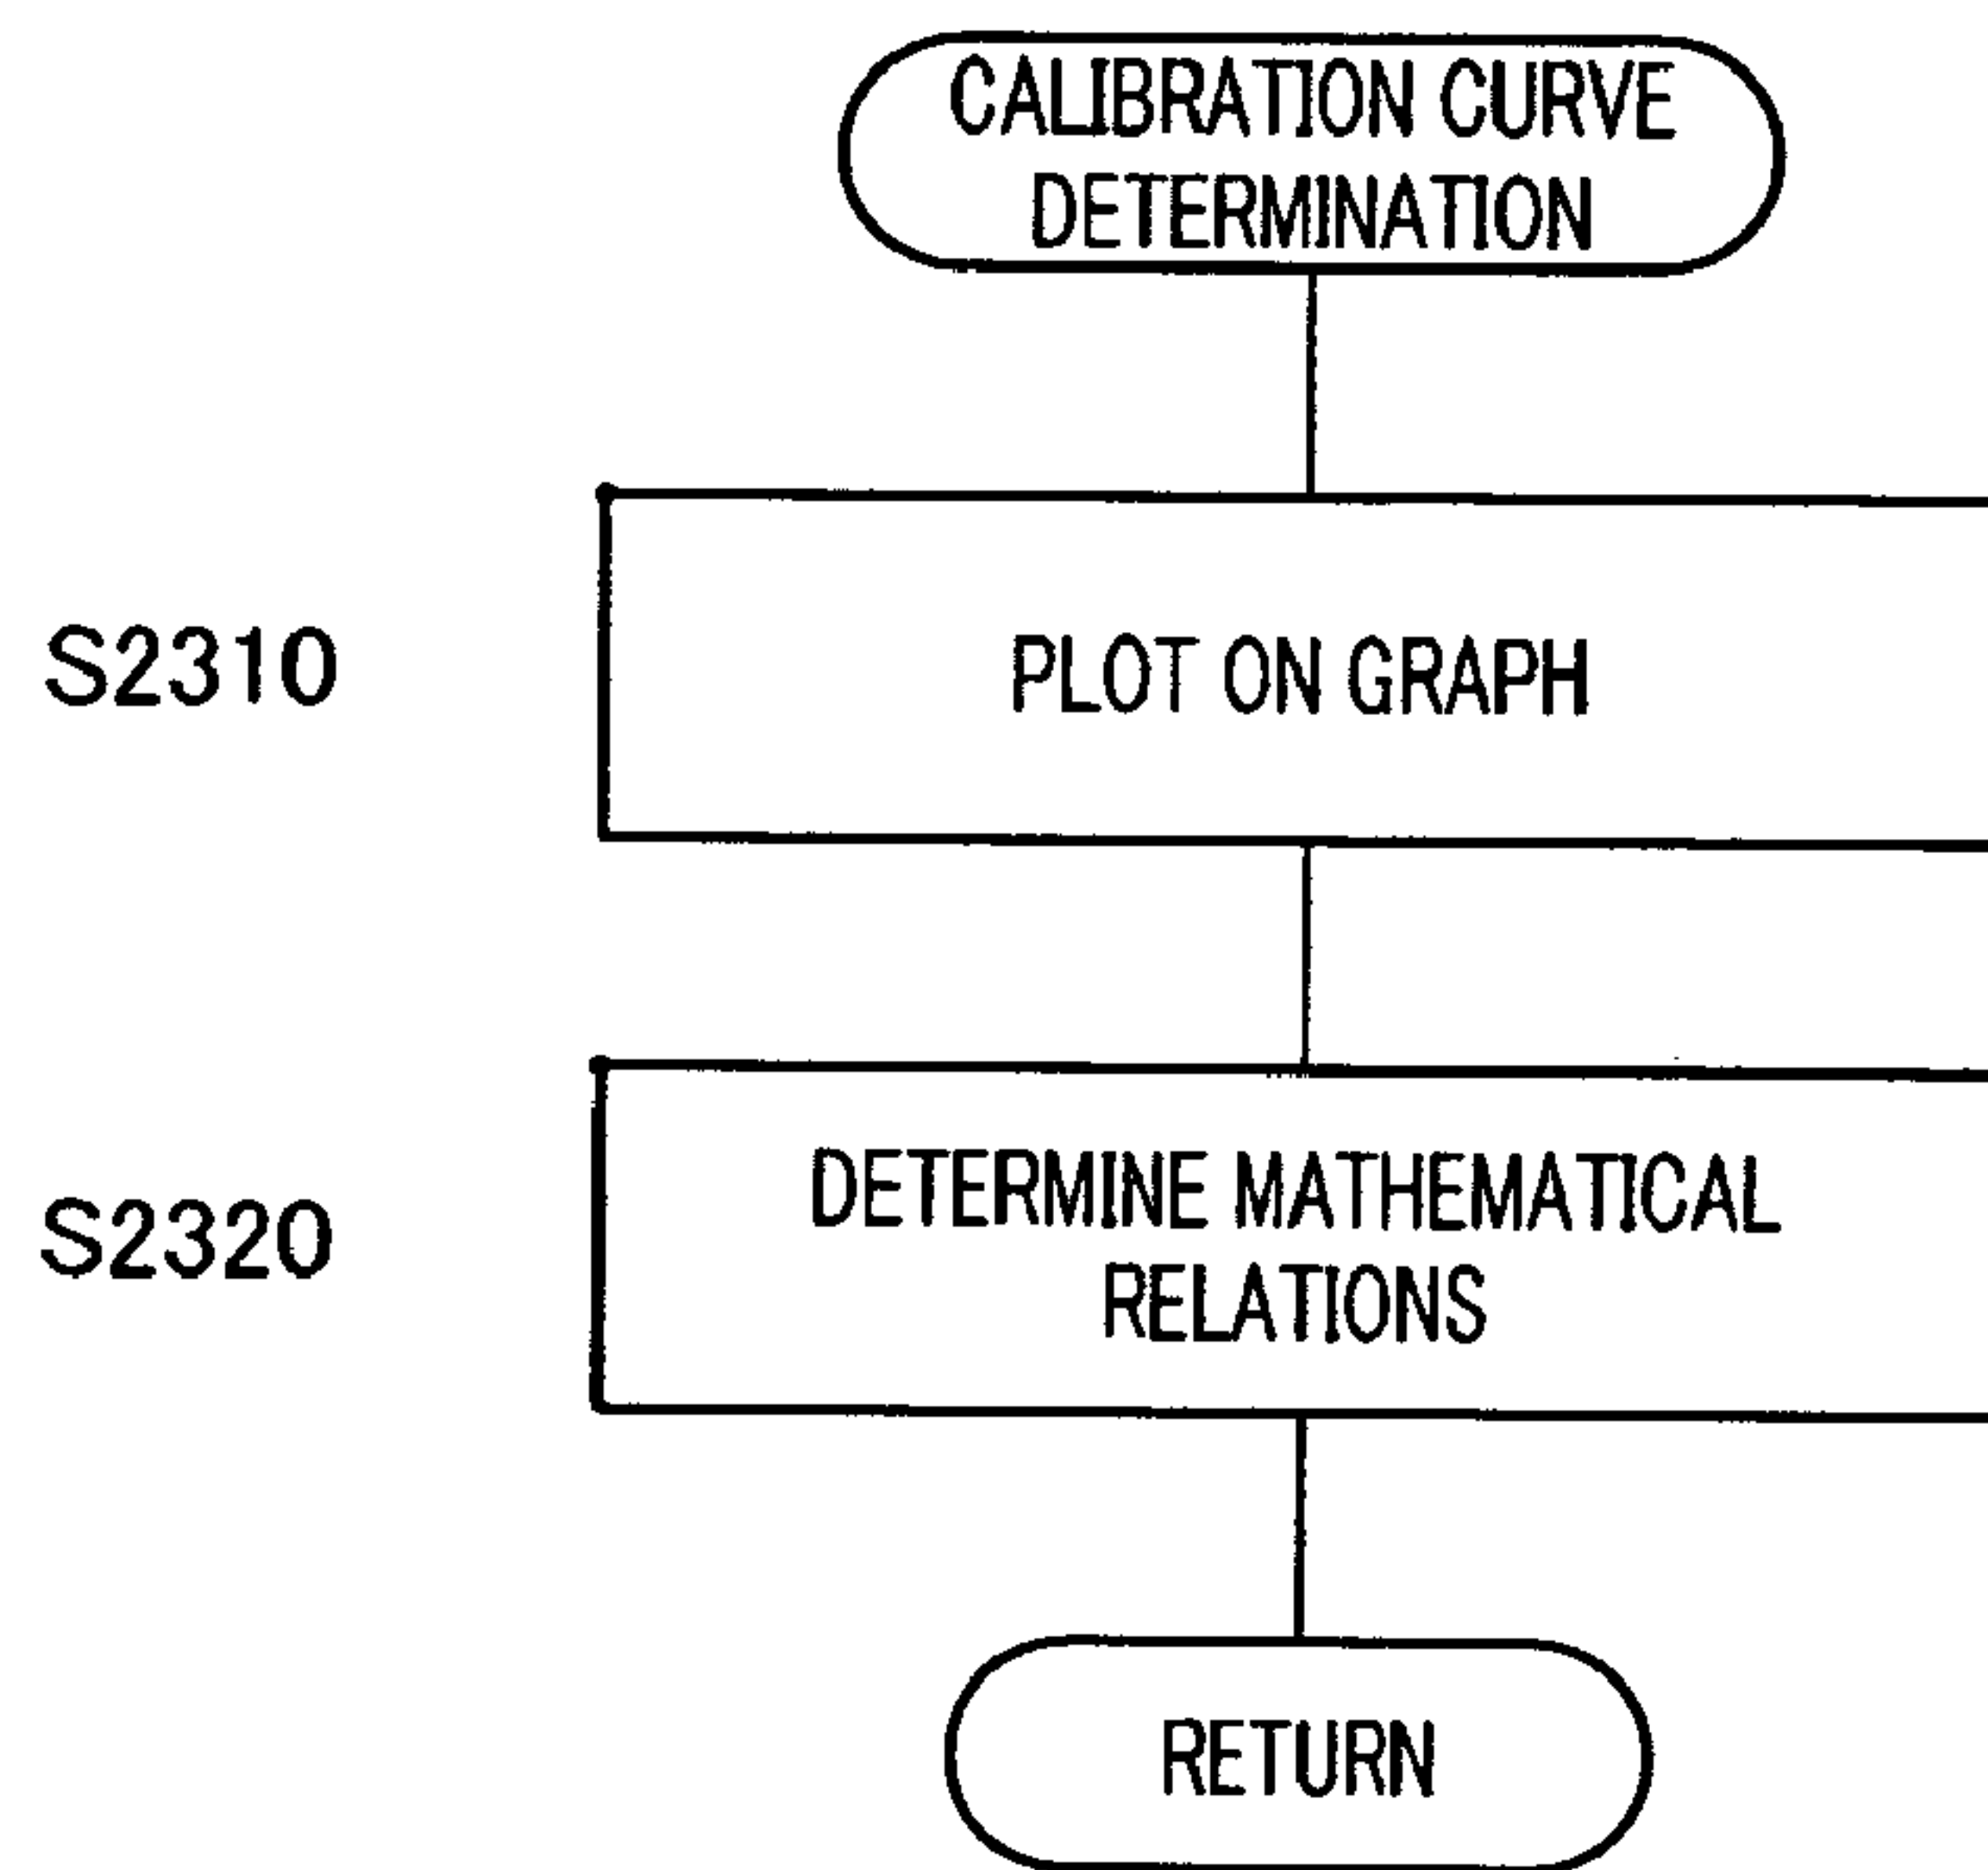 CALIBRATION CURVE
DETERMINATION
S2310
PLOT ON GRAPH
S2320
DETERMINE MATHEMATICAL
RELATIONS
RETURN